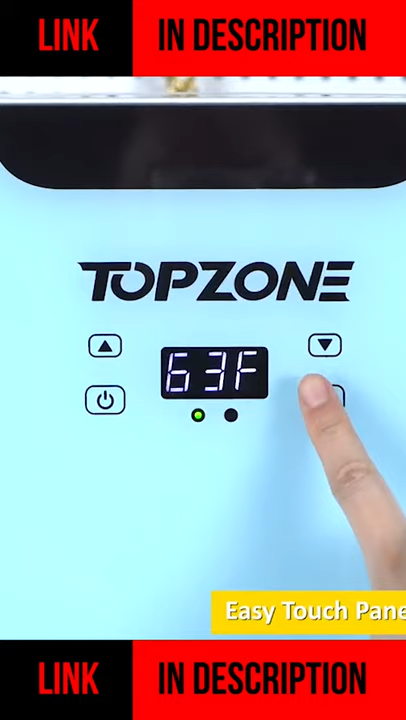 LINK IN DESCRIPTION
TOPZONE
63F
Easy Touch Pane
LINK IN DESCRIPTION